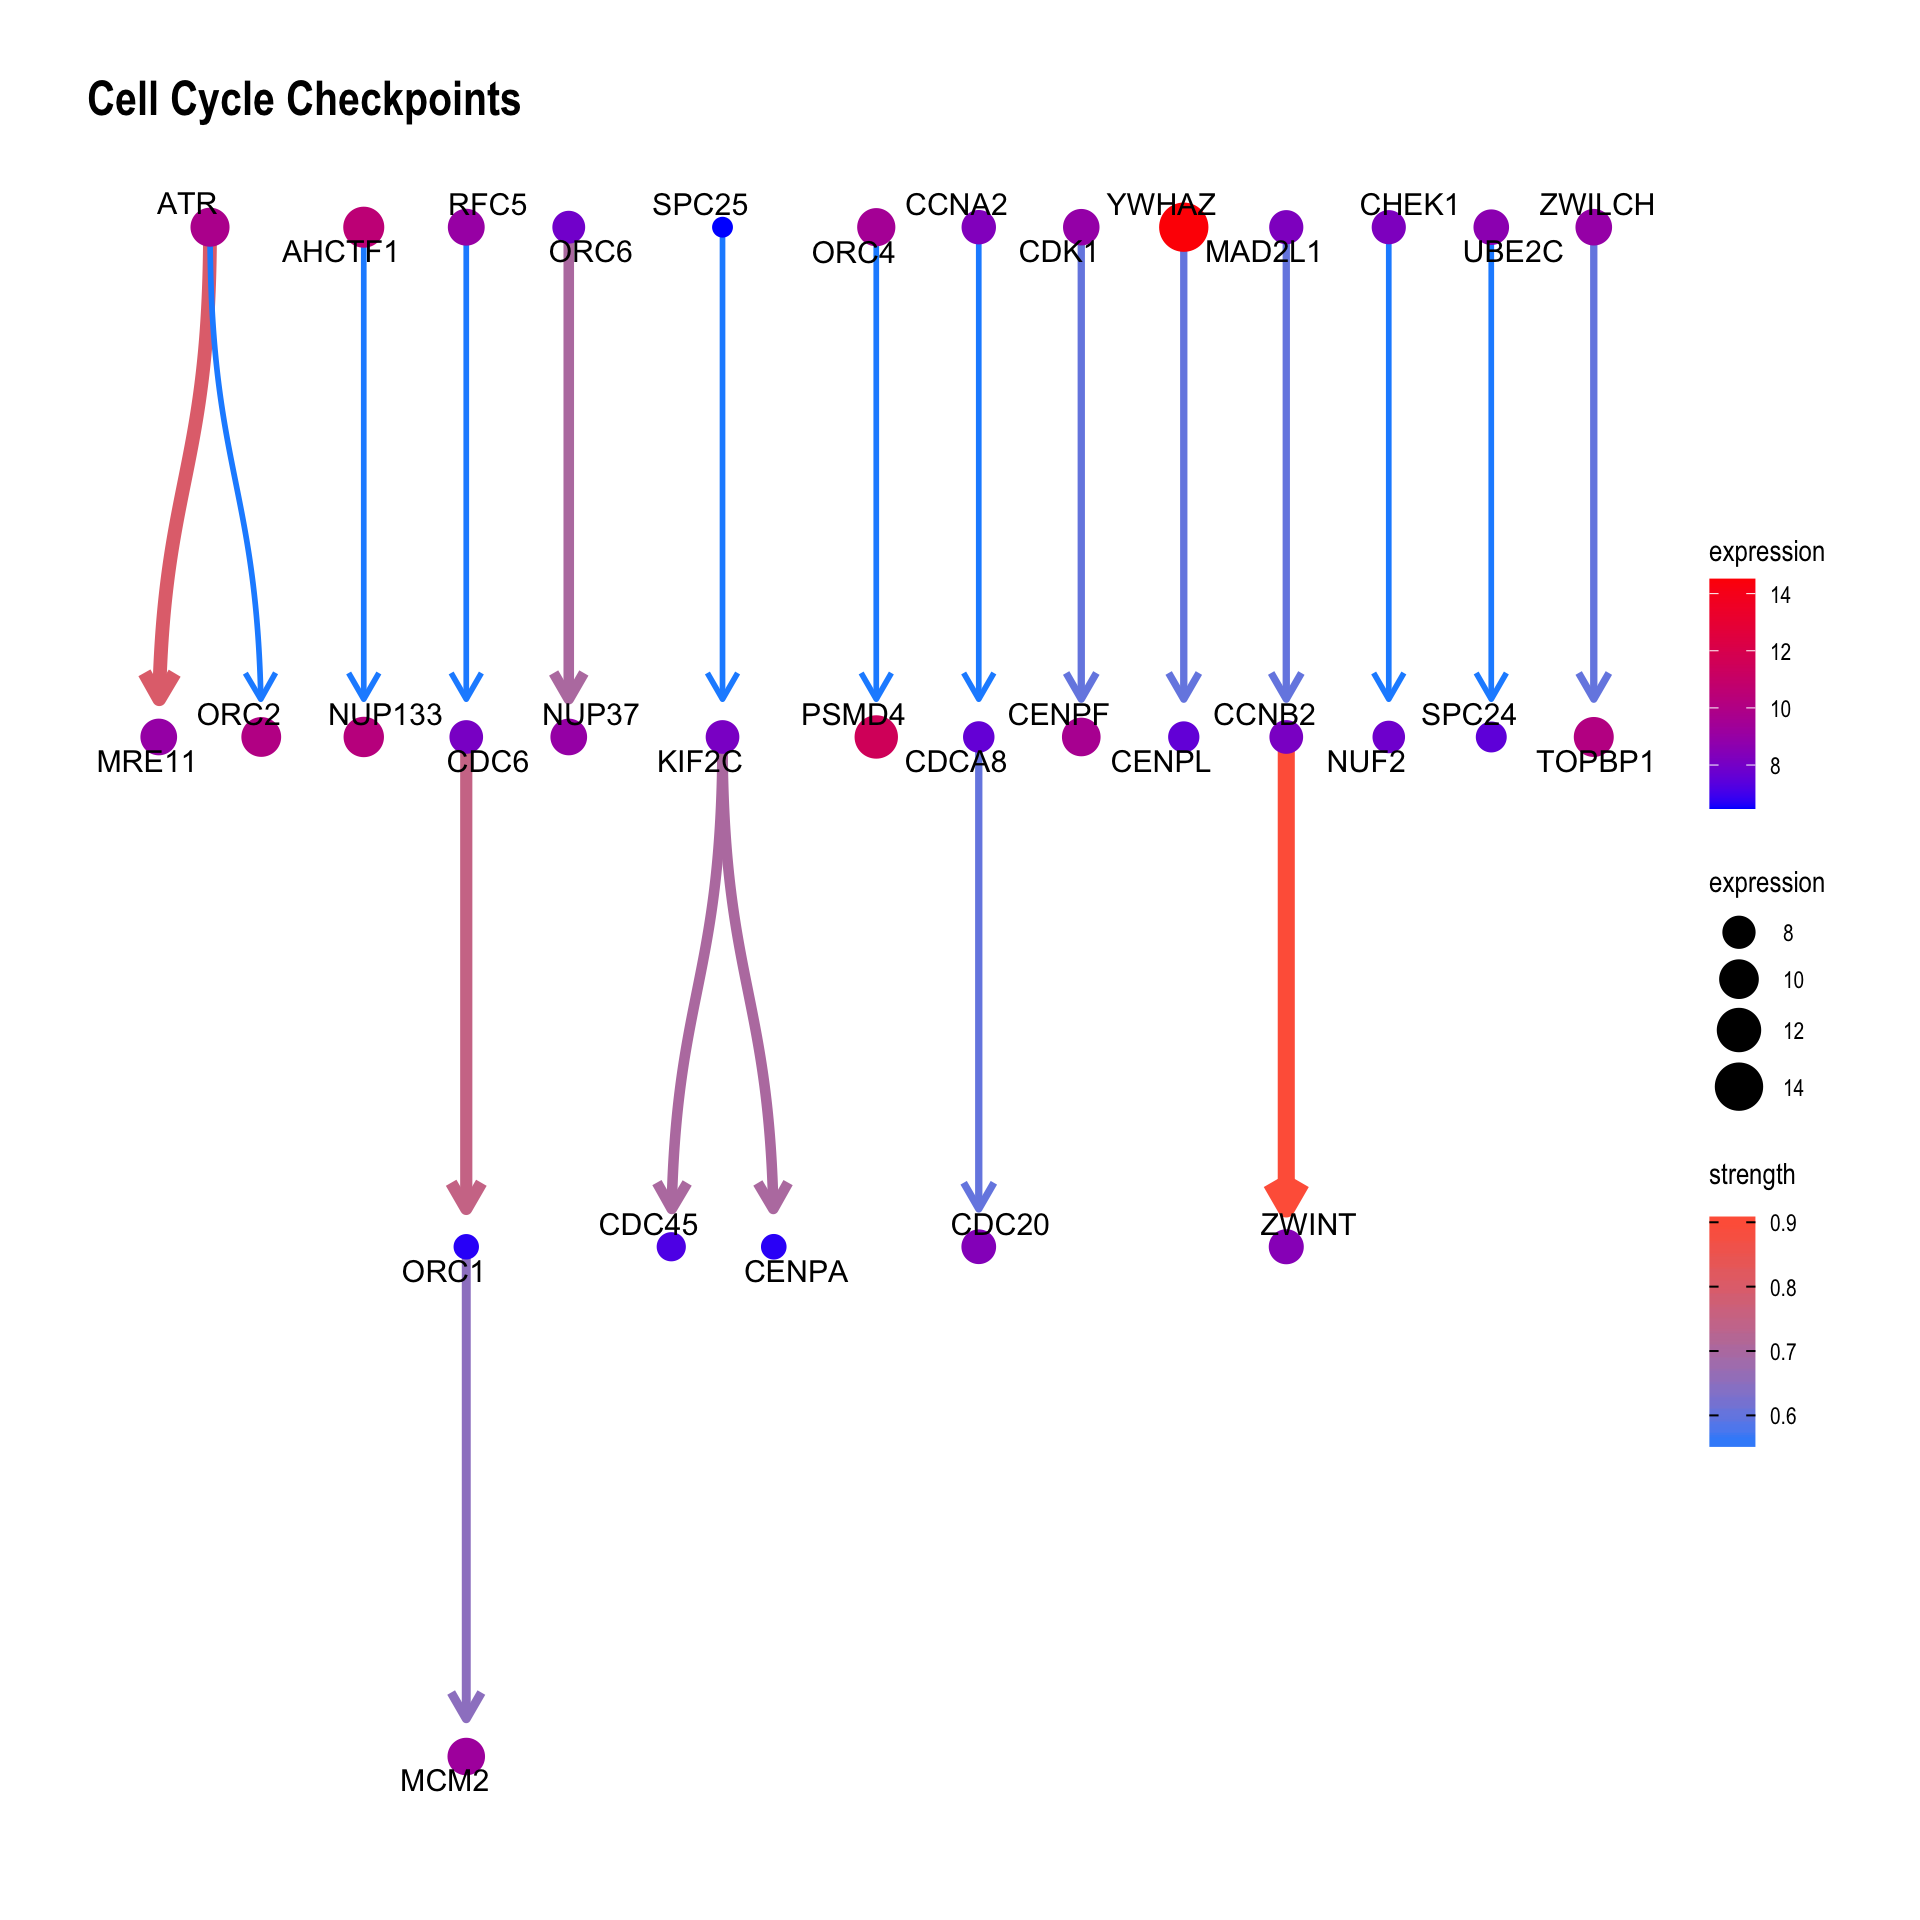 Cell Cycle Checkpoints
ATR
RFC5
SPC25
CCNA2
YWHAZ
CHEK1
ZWILCH
AHCTF1
ORC6
ORC4
CDK1
MAD2L1
UBE2C
ORC2
NUP133
NUP37
PSMD4
CENPF
CCNB2
SPC24
MRE11
CDC6
KIF2C
CDCA8
CENPL
NUF2
TOPBP1
CDC45
CDC20
ZWINT
ORC1
CENPA
MCM2
expression
14
12
10
8
expression
8
10
12
14
strength
0.9
0.8
0.7
0.6